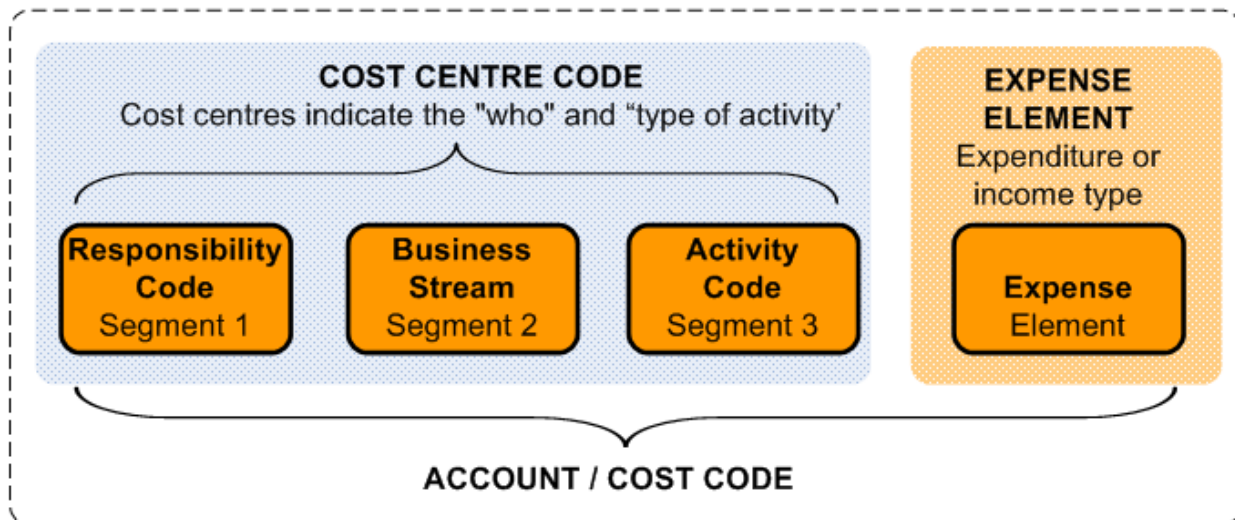 COST CENTRE CODE
Cost centres indicate the "who" and “type of activity’
Responsibility
Code
Segment 1
Business
Stream
Segment 2
Activity
Code
Segment 3
EXPENSE
ELEMENT
Expenditure or
income type
Expense
Element
ACCOUNT / COST CODE